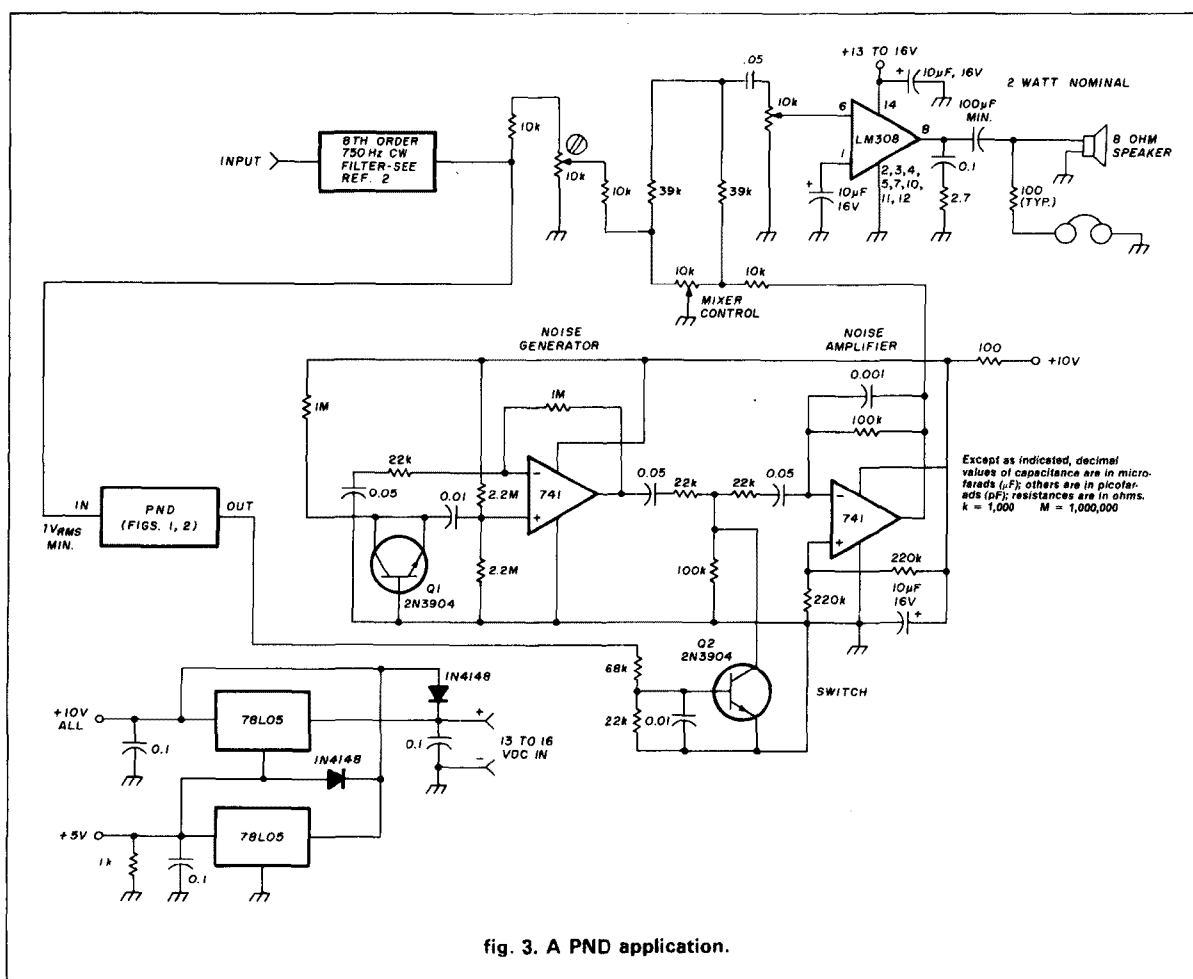 +13 TO 16V
.05
10µF, 16V
2 WATT NOMINAL
+
10k
10k
14
100µF
MIN.
8TH ORDER
750 Hz CW
FILTER-SEE
REF. 2
INPUT
10k
10k
39k
39k
6
LM308
8
1
2,3,4,
5,7,10,
11,12
+
10µF
16V
0.1
2.7
8 OHM
SPEAKER
100
(TYP.)
10k
10k
MIXER
CONTROL
NOISE
GENERATOR
NOISE
AMPLIFIER
100
+10V
1M
1M
0.001
100k
22k
0.05
0.01
2.2M
-
741
+
0.05
22k
22k
0.05
-
741
+
Except as indicated, decimal
values of capacitance are in micro-
farads (µF); others are in picofar-
ads (pF); resistances are in ohms.
k = 1,000 M = 1,000,000
IN
PND
(FIGS. 1, 2)
OUT
1VRMS
MIN.
2.2M
Q1
2N3904
100k
220k
220k
10µF
16V
+
Q2
2N3904
68k
22k
0.01
SWITCH
1N4148
+10V
ALL
78L05
0.1
+
0.1
13 TO 16
VDC IN
-
1N4148
+5V
78L05
1k
0.1
fig. 3. A PND application.